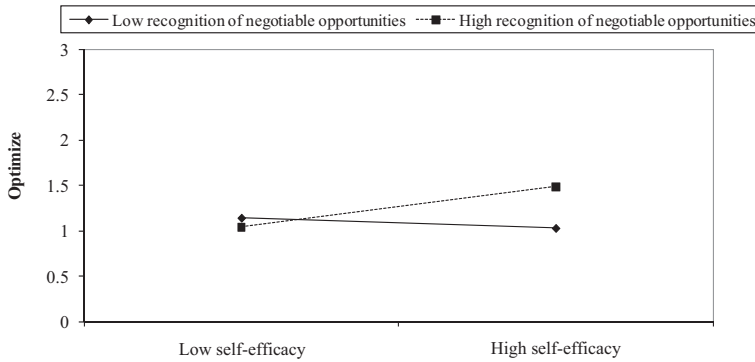 Low recognition of negotiable opportunities High recognition of negotiable opportunities
3
2.5
2
1.5
1
0.5
0
Optimize
Low self-efficacy High self-efficacy